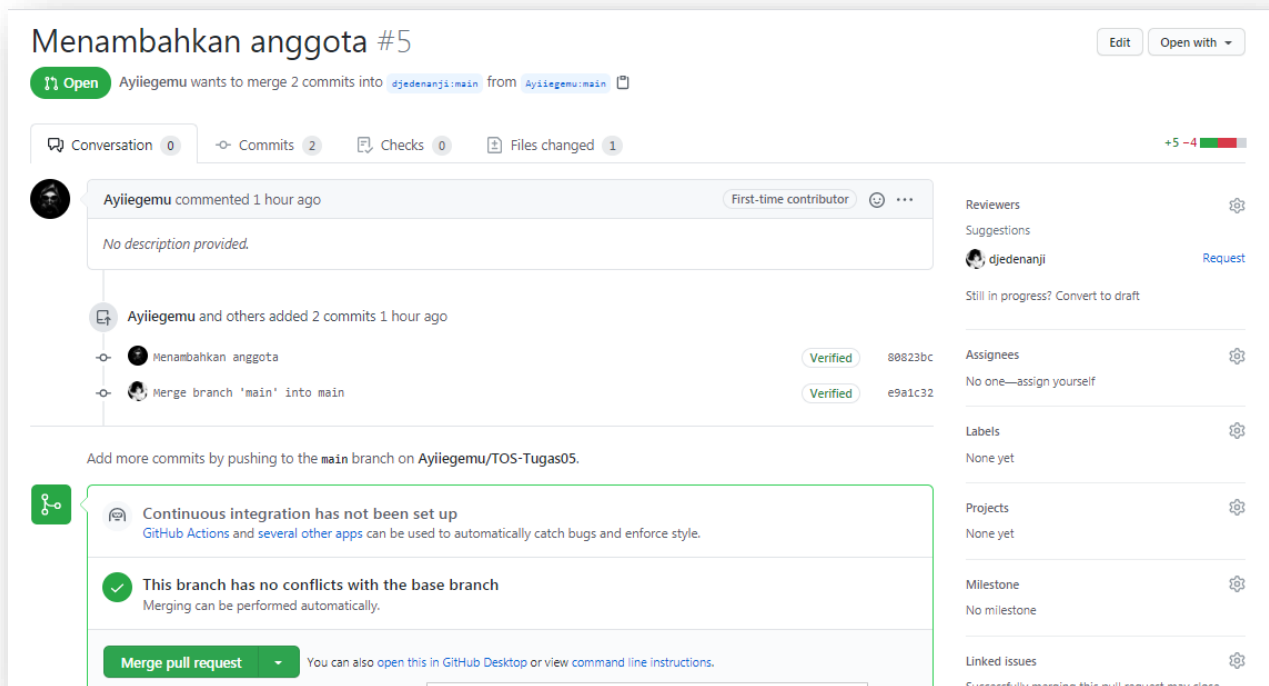 Menambahkan anggota #5
Edit
Open with
Open
Ayiiegemu wants to merge 2 commits into djedenanji:main from Ayiiegemu:main
Conversation 0
Commits 2
Checks 0
Files changed 1
+5 −4
Ayiiegemu commented 1 hour ago
First-time contributor
No description provided.
Ayiiegemu and others added 2 commits 1 hour ago
Menambahkan anggota
Verified
80823bc
Merge branch 'main' into main
Verified
e9a1c32
Add more commits by pushing to the main branch on Ayiiegemu/TOS-Tugas05.
Continuous integration has not been set up
GitHub Actions and several other apps can be used to automatically catch bugs and enforce style.
This branch has no conflicts with the base branch
Merging can be performed automatically.
Merge pull request
You can also open this in GitHub Desktop or view command line instructions.
Reviewers
Suggestions
djedenanji
Request
Still in progress? Convert to draft
Assignees
No one—assign yourself
Labels
None yet
Projects
None yet
Milestone
No milestone
Linked issues
Successfully merging this pull request may close